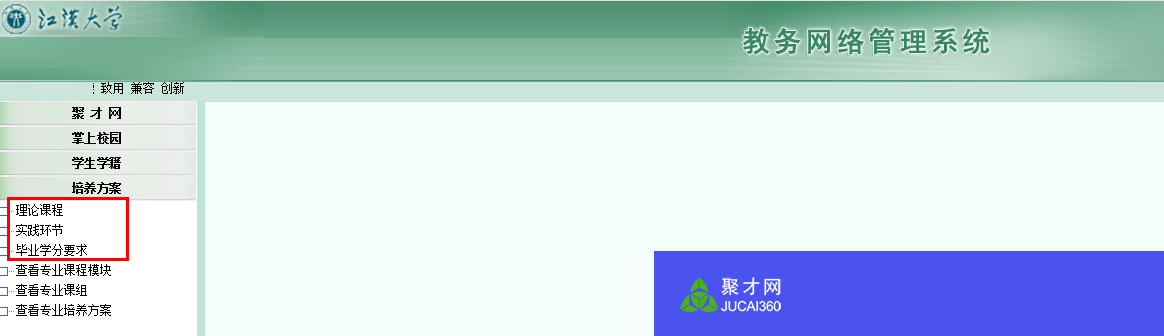 江汉大学
教务网络管理系统
致用 兼容 创新
聚 才 网
掌上校园
学生学籍
培养方案
理论课程
实践环节
毕业学分要求
查看专业课程模块
查看专业课组
查看专业培养方案
聚才网
JUCAI360